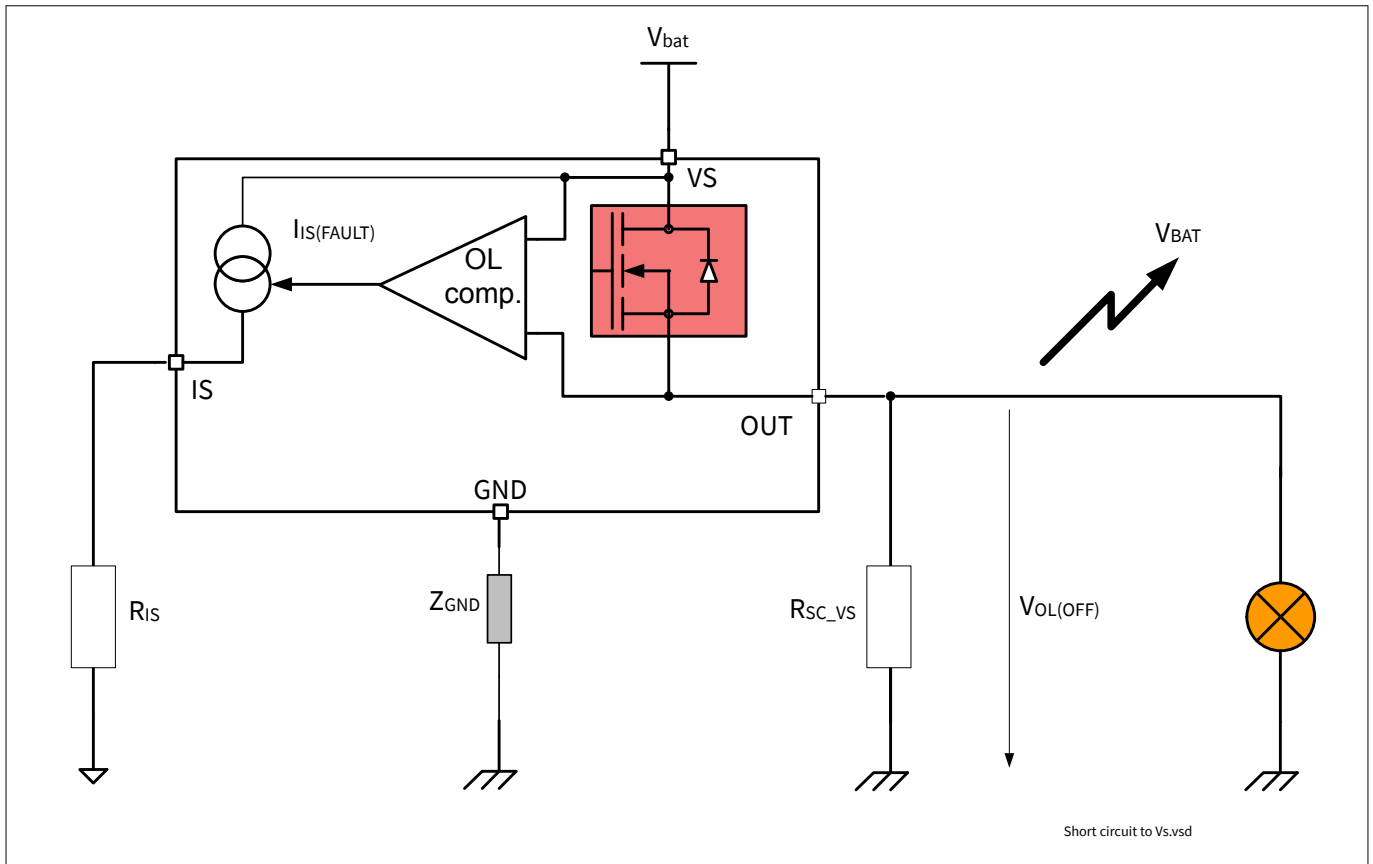 Vbat
VS
IIS(FAULT)
OL
comp.
VBAT
IS
OUT
GND
RIS
ZGND
RSC_VS
VOL(OFF)
Short circuit to Vs.vsd